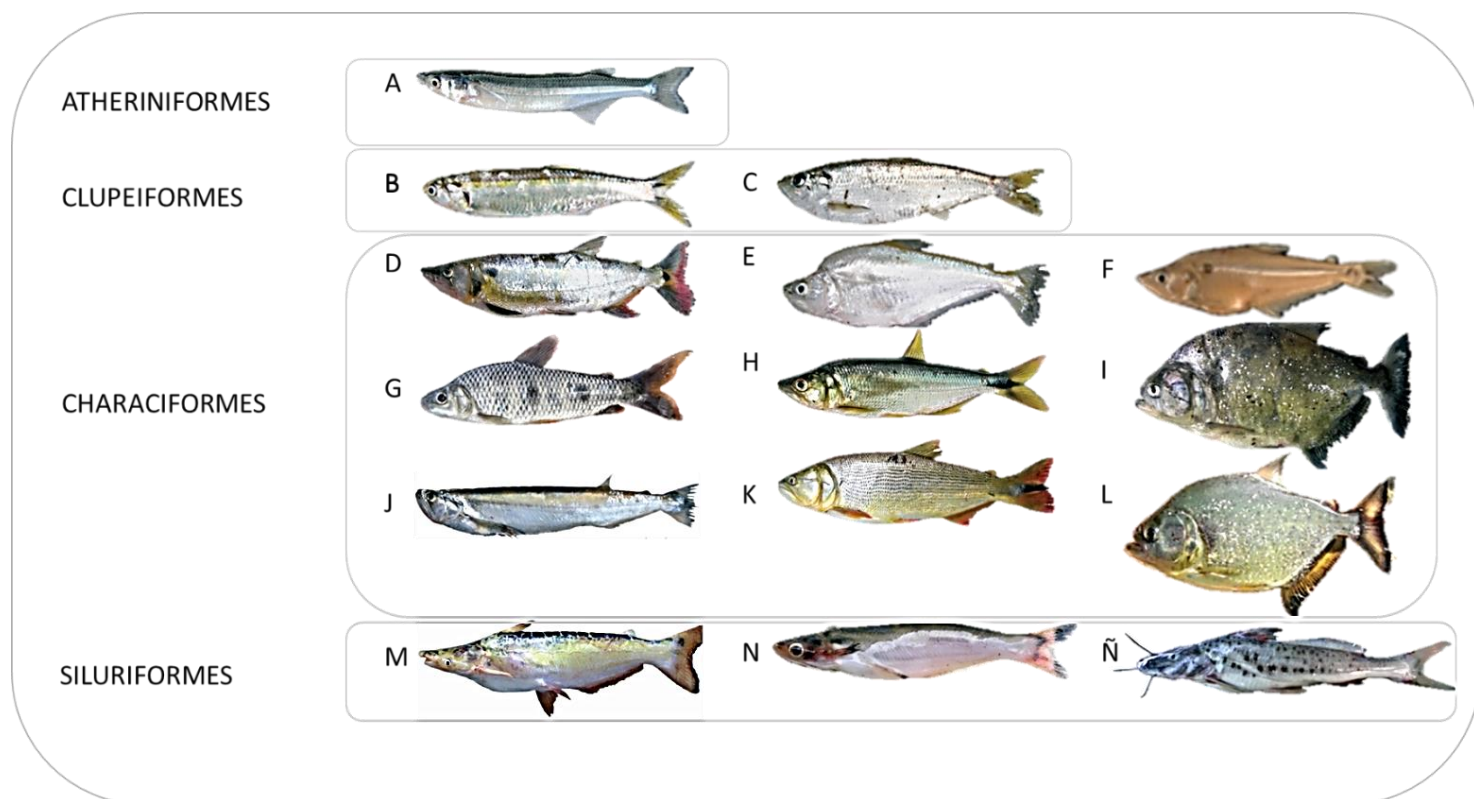 ATHERINIFORMES
A
CLUPEIFORMES
B
C
CHARACIFORMES
D
E
F
G
H
I
J
K
L
SILURIFORMES
M
N
Ñ